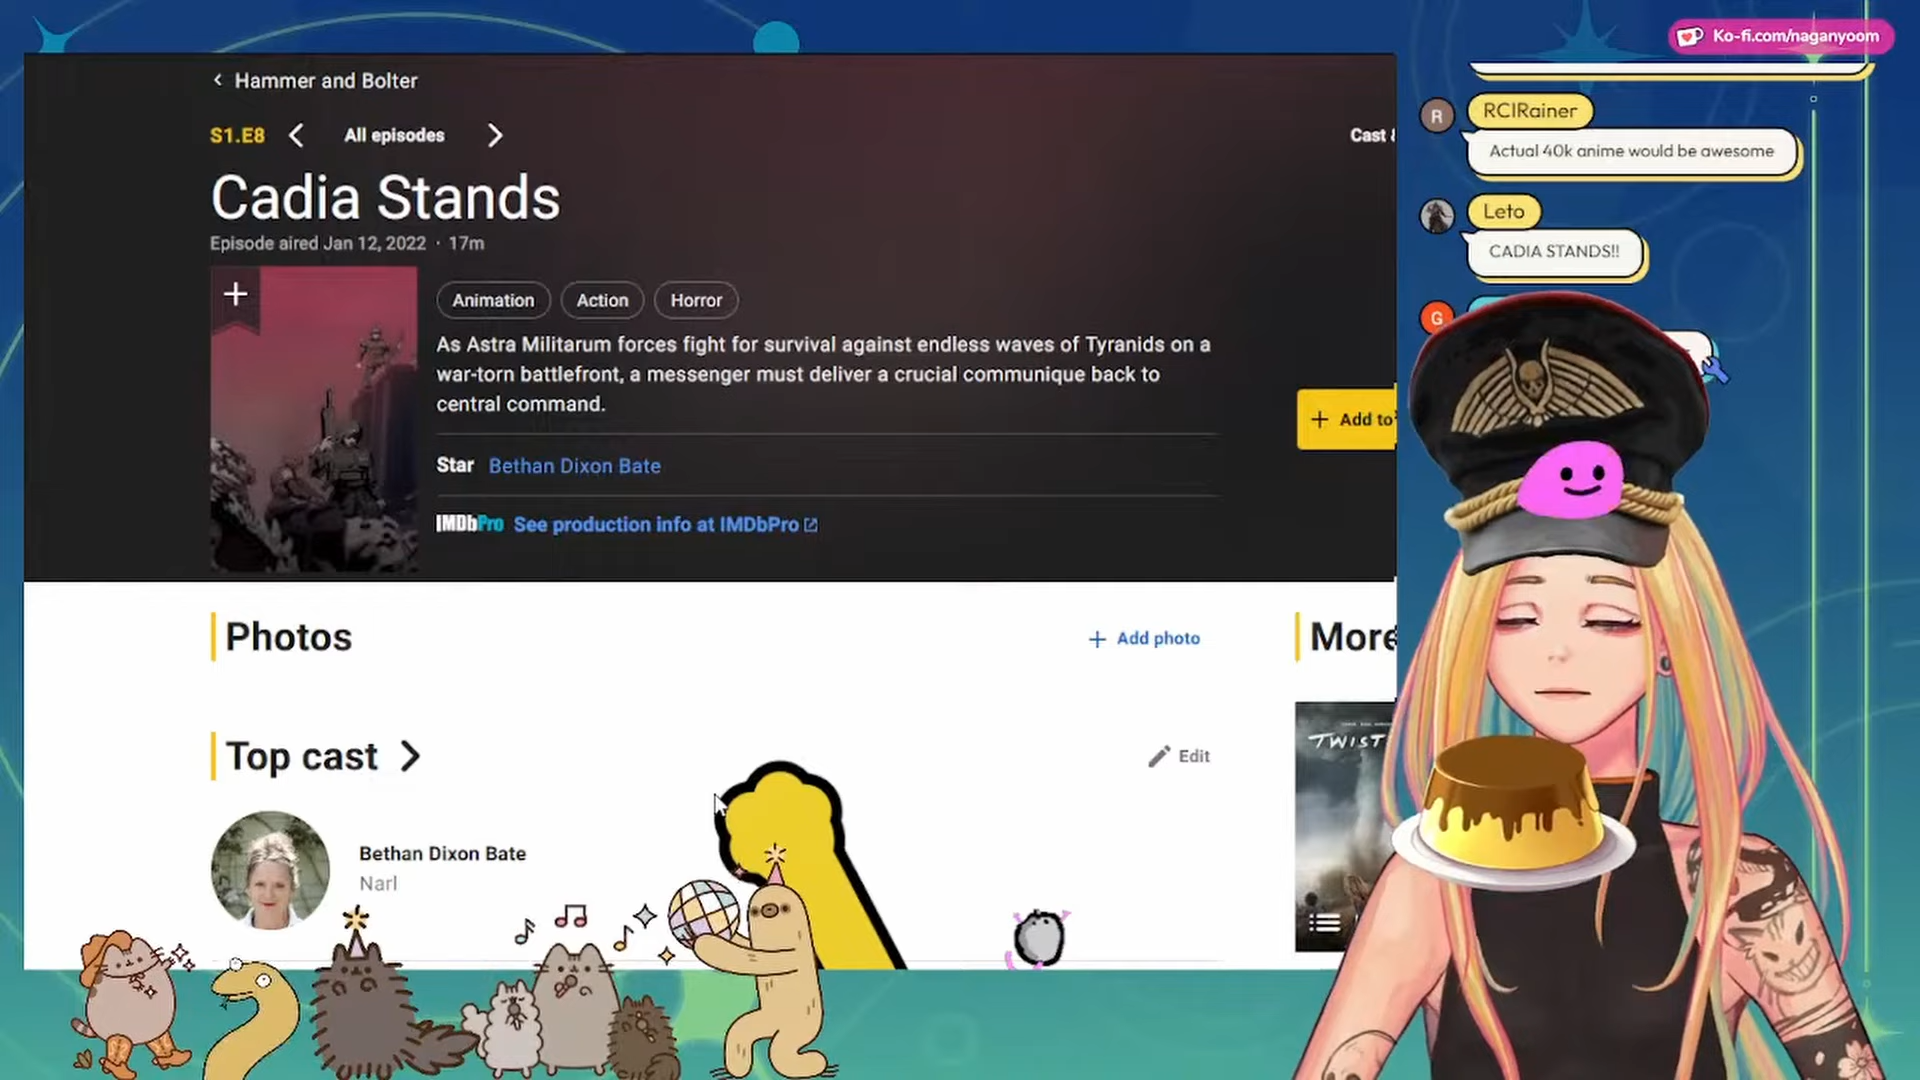 Ko-fi.com/naganyoom
Hammer and Bolter
S1.E8
All episodes
Cast &
Cadia Stands
Episode aired Jan 12, 2022 · 17m
Animation
Action
Horror
As Astra Militarum forces fight for survival against endless waves of Tyranids on a
war-torn battlefront, a messenger must deliver a crucial communique back to
central command.
+ Add to
Star Bethan Dixon Bate
IMDbPro See production info at IMDbPro
Photos
+ Add photo
More
Top cast
Edit
TWIST
Bethan Dixon Bate
Narl
R
RCIRainer
Actual 40k anime would be awesome
Leto
CADIA STANDS!!
G